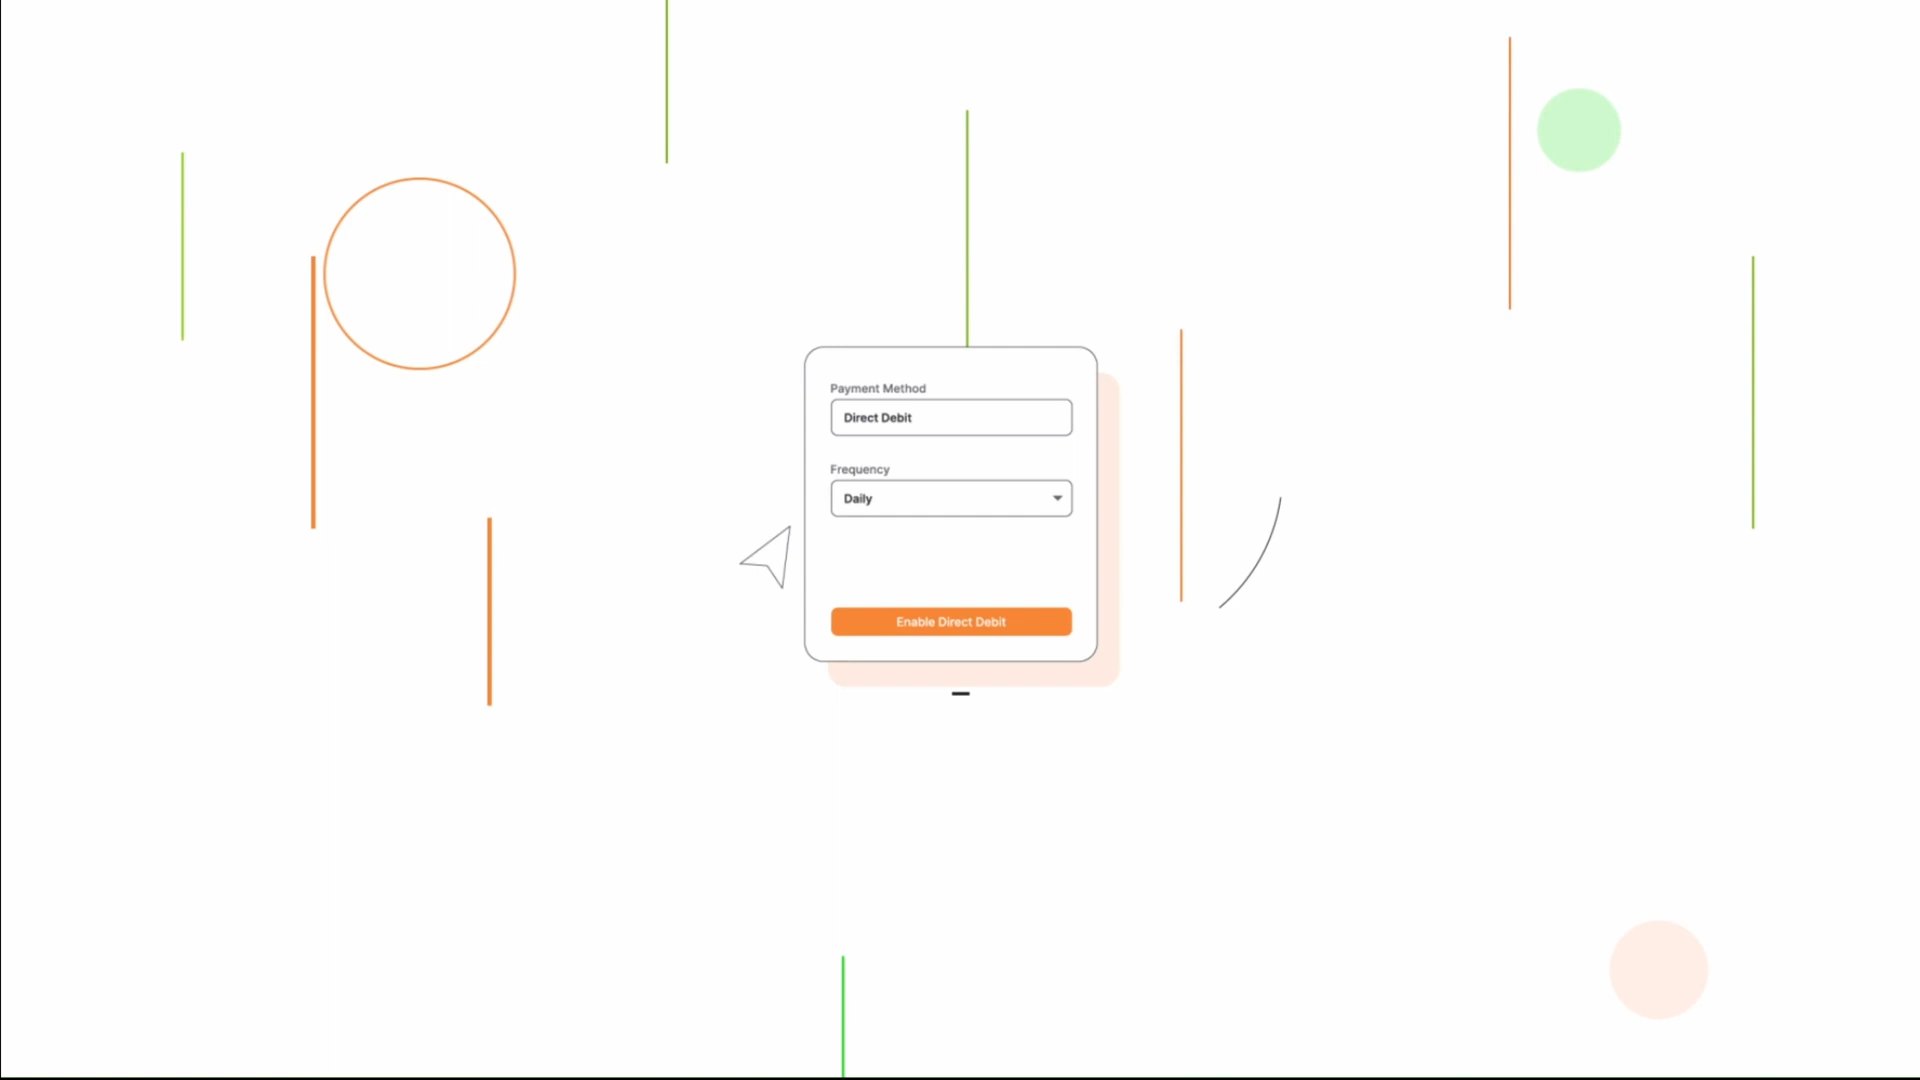 Payment Method
Direct Debit
Frequency
Daily
Enable Direct Debit